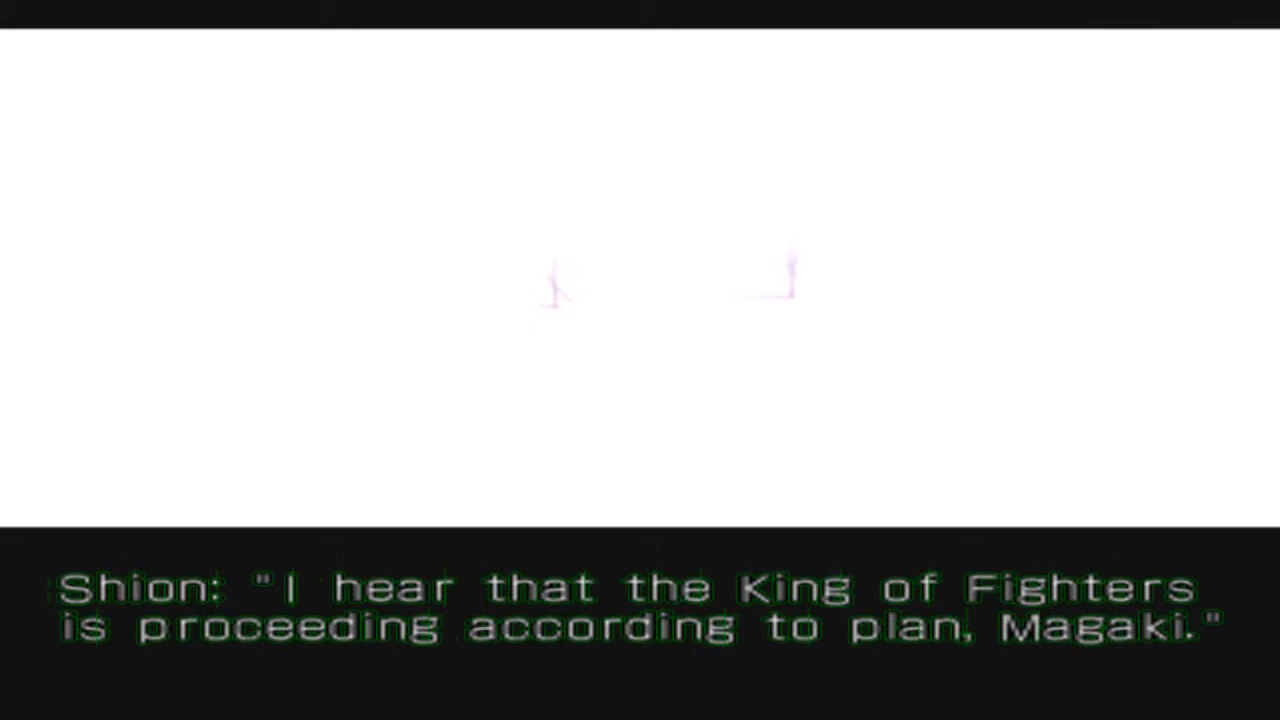 Shion: "I hear that the King of Fighters
is proceeding according to plan, Magaki."